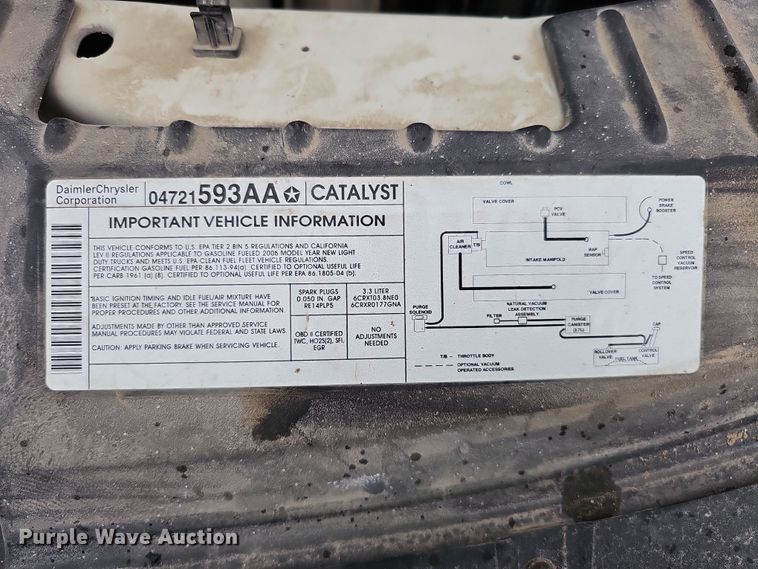 DaimlerChrysler
Corporation
04721593AA
CATALYST
IMPORTANT VEHICLE INFORMATION
THIS VEHICLE CONFORMS TO U.S. EPA TIER 2 BIN 5 REGULATIONS AND CALIFORNIA
LEV II REGULATIONS APPLICABLE TO GASOLINE FUELED 2006 MODEL YEAR NEW LIGHT
DUTY TRUCKS AND MEETS U.S. EPA CLEAN FUEL FLEET VEHICLE REGULATIONS.
CERTIFICATION GASOLINE FUEL PER 86.113-94(a). CERTIFIED TO OPTIONAL USEFUL LIFE
PER CARB 1961 (a) (8). CERTIFIED TO OPTIONAL USEFUL LIFE PER EPA 86.1805-04 (b).
BASIC IGNITION TIMING AND IDLE FUEL/AIR MIXTURE HAVE
BEEN PRESET AT THE FACTORY. SEE THE SERVICE MANUAL FOR
PROPER PROCEDURES AND OTHER ADDITIONAL INFORMATION.
ADJUSTMENTS MADE BY OTHER THAN APPROVED SERVICE
MANUAL PROCEDURES MAY VIOLATE FEDERAL AND STATE LAWS.
CAUTION: APPLY PARKING BRAKE WHEN SERVICING VEHICLE.
SPARK PLUGS
0.050 IN. GAP
RE14PLP5
3.3 LITER
6CRXT03.8NE0
6CRXR0177GNA
OBD II CERTIFIED
TWC, HO2S(2), SFI,
EGR
NO
ADJUSTMENTS
NEEDED
COWL
VALVE COVER
PCV
VALVE
POWER
BRAKE
BOOSTER
AIR
CLEANER
T/B
MAP
SENSOR
INTAKE MANIFOLD
SPEED
CONTROL
VACUUM
RESERVOIR
TO SPEED
CONTROL
SYSTEM
VALVE COVER
PURGE
SOLENOID
NATURAL VACUUM
LEAK DETECTION
ASSEMBLY
FILTER
PURGE
CANISTER
CAP
ROLLOVER
VALVE
CONTROL
VALVE
FUEL TANK
T/B - THROTTLE BODY
---- - OPTIONAL VACUUM
OPERATED ACCESSORIES
Purple Wave Auction